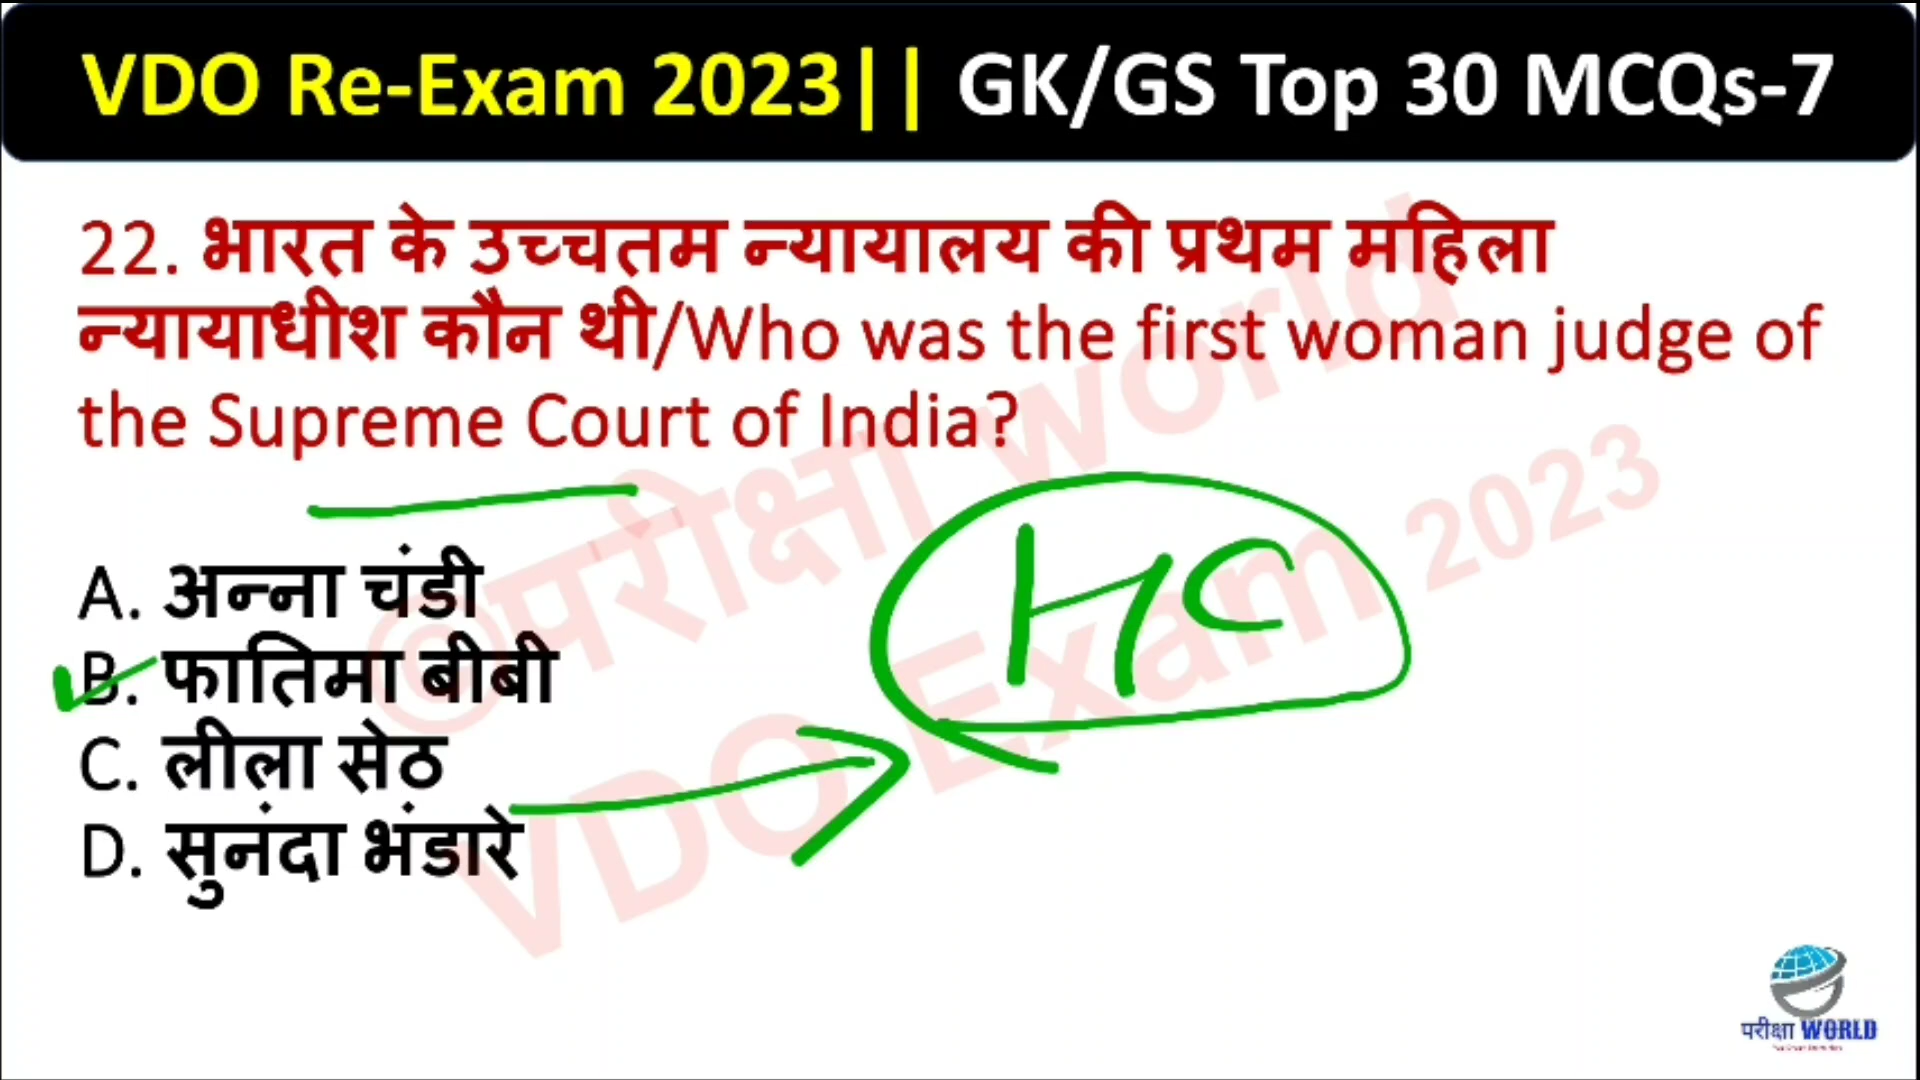 VDO Re-Exam 2023|| GK/GS Top 30 MCQs-7
22. भारत के उच्चतम न्यायालय की प्रथम महिला
न्यायाधीश कौन थी/Who was the first woman judge of
the Supreme Court of India?
HC
A. अन्ना चंडी
B. फातिमा बीबी
C. लीला सेठ
D. सुनंदा भंडारे
©परीक्षा world
VDO Exam 2023
परीक्षा WORLD